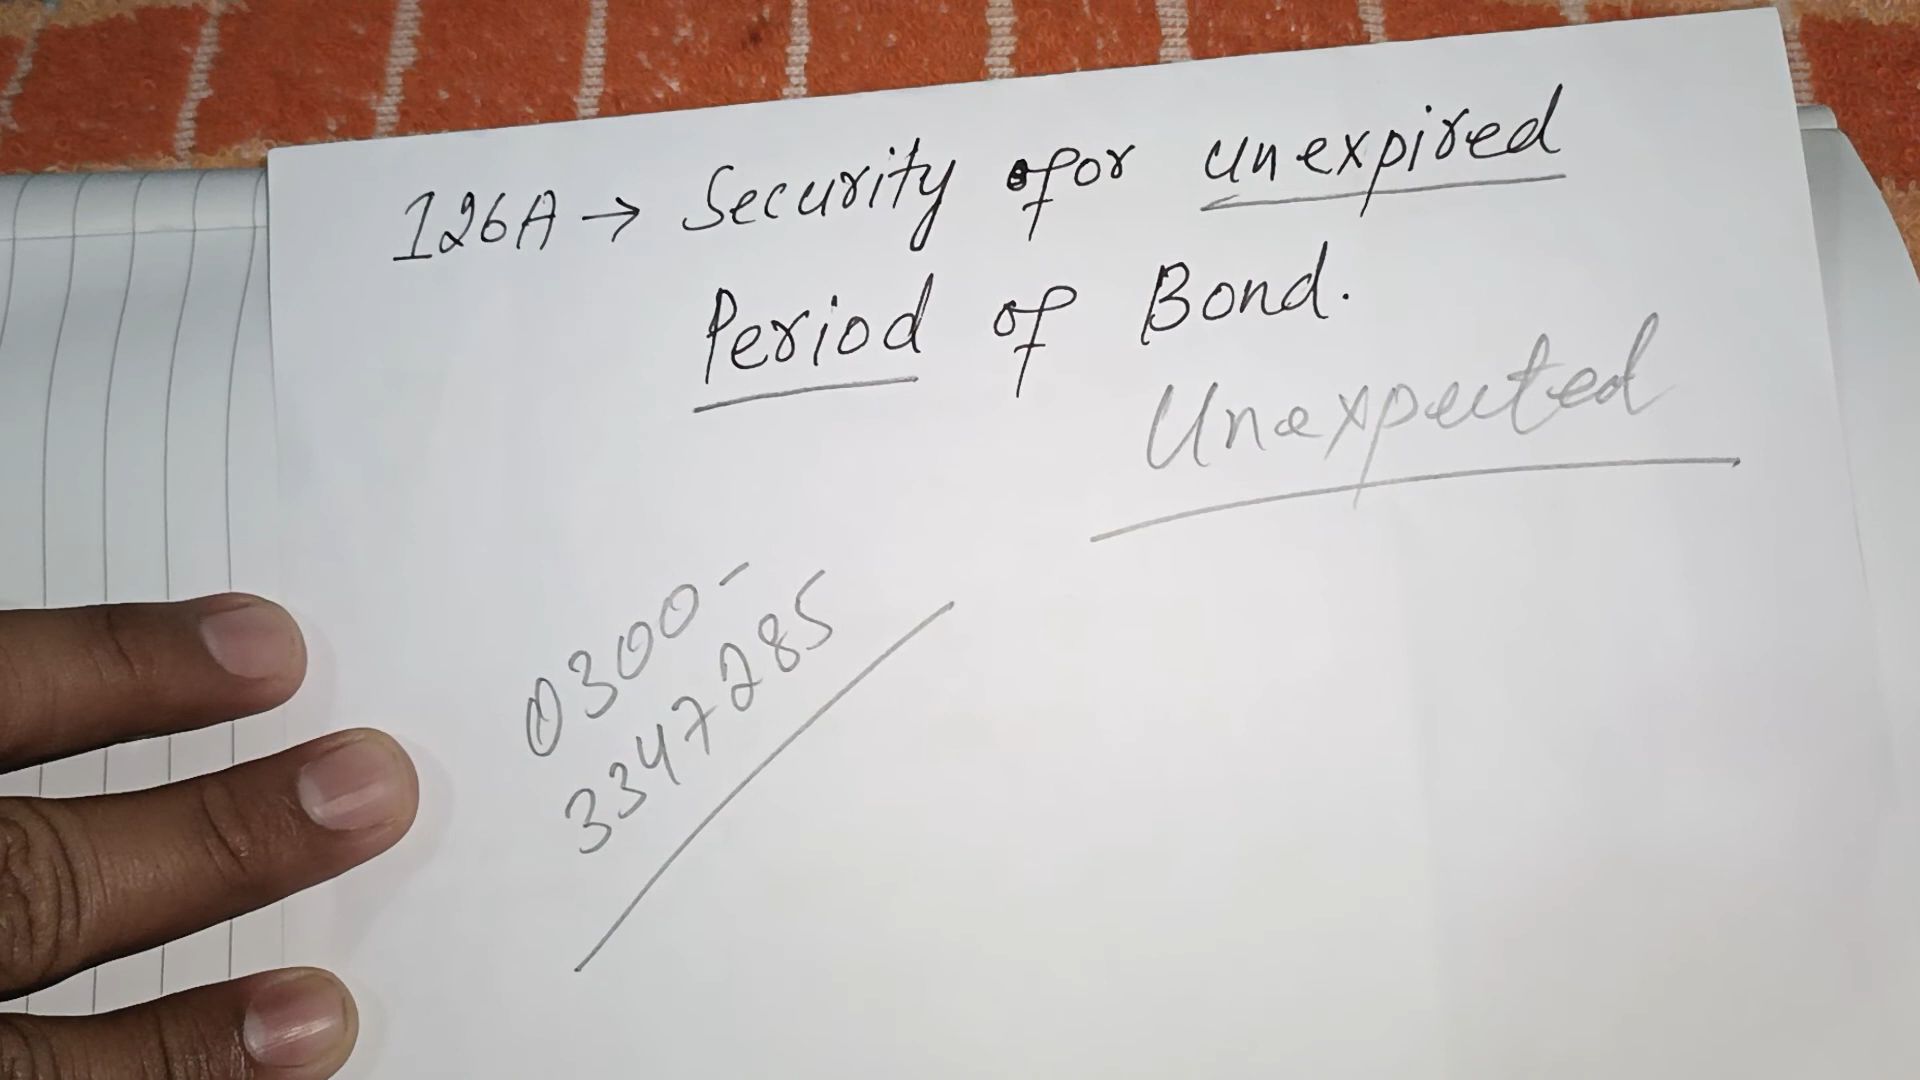 126A → Security for unexpired
Period of Bond.
Unexpected
0300-
3347285